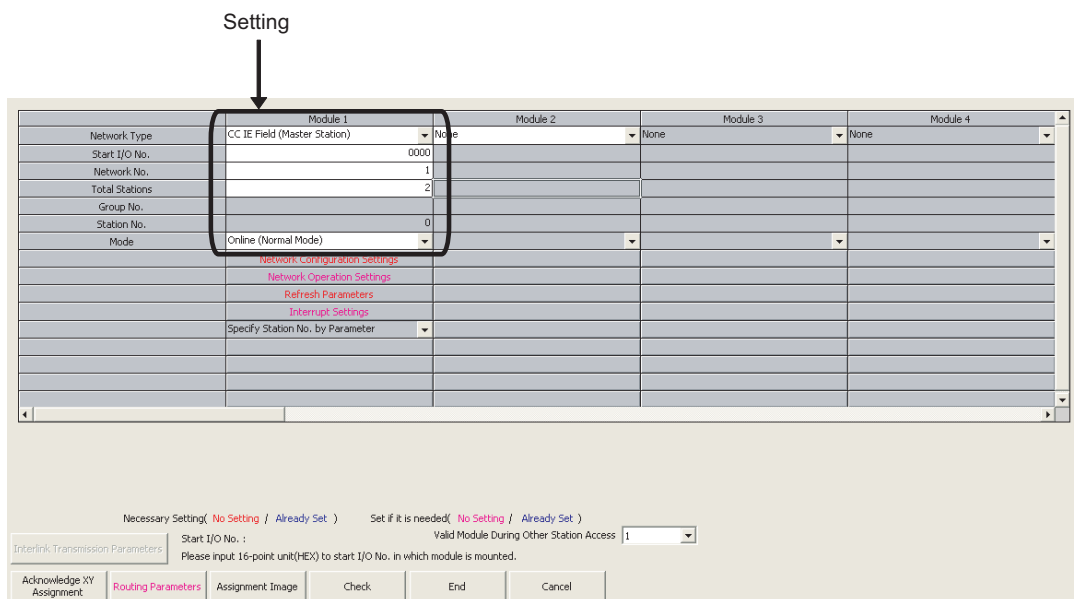 Setting
Module 1 Module 2 Module 3 Module 4
Network Type CC IE Field (Master Station) None None None
Start I/O No. 0000
Network No. 1
Total Stations 2
Group No.
Station No. 0
Mode Online (Normal Mode)
Network Configuration Settings
Network Operation Settings
Refresh Parameters
Interrupt Settings
Specify Station No. by Parameter
Necessary Setting( No Setting / Already Set ) Set if it is needed( No Setting / Already Set )
Interlink Transmission Parameters Start I/O No. : Valid Module During Other Station Access 1
Please input 16-point unit(HEX) to start I/O No. in which module is mounted.
Acknowledge XY Assignment Routing Parameters Assignment Image Check End Cancel